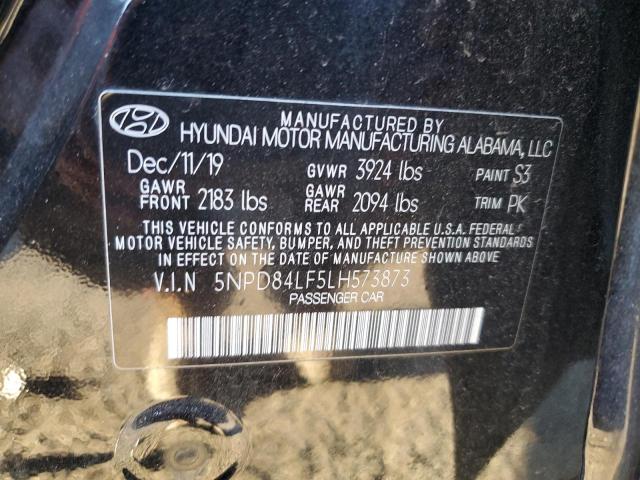 MANUFACTURED BY
HYUNDAI MOTOR MANUFACTURING ALABAMA, LLC
Dec/11/19 GVWR 3924 lbs PAINT S3
GAWR FRONT 2183 lbs GAWR REAR 2094 lbs TRIM PK
THIS VEHICLE CONFORMS TO ALL APPLICABLE U.S.A. FEDERAL
MOTOR VEHICLE SAFETY, BUMPER, AND THEFT PREVENTION STANDARDS
IN EFFECT ON THE DATE OF MANUFACTURE SHOWN ABOVE.
V.I.N 5NPD84LF5LH573873
PASSENGER CAR